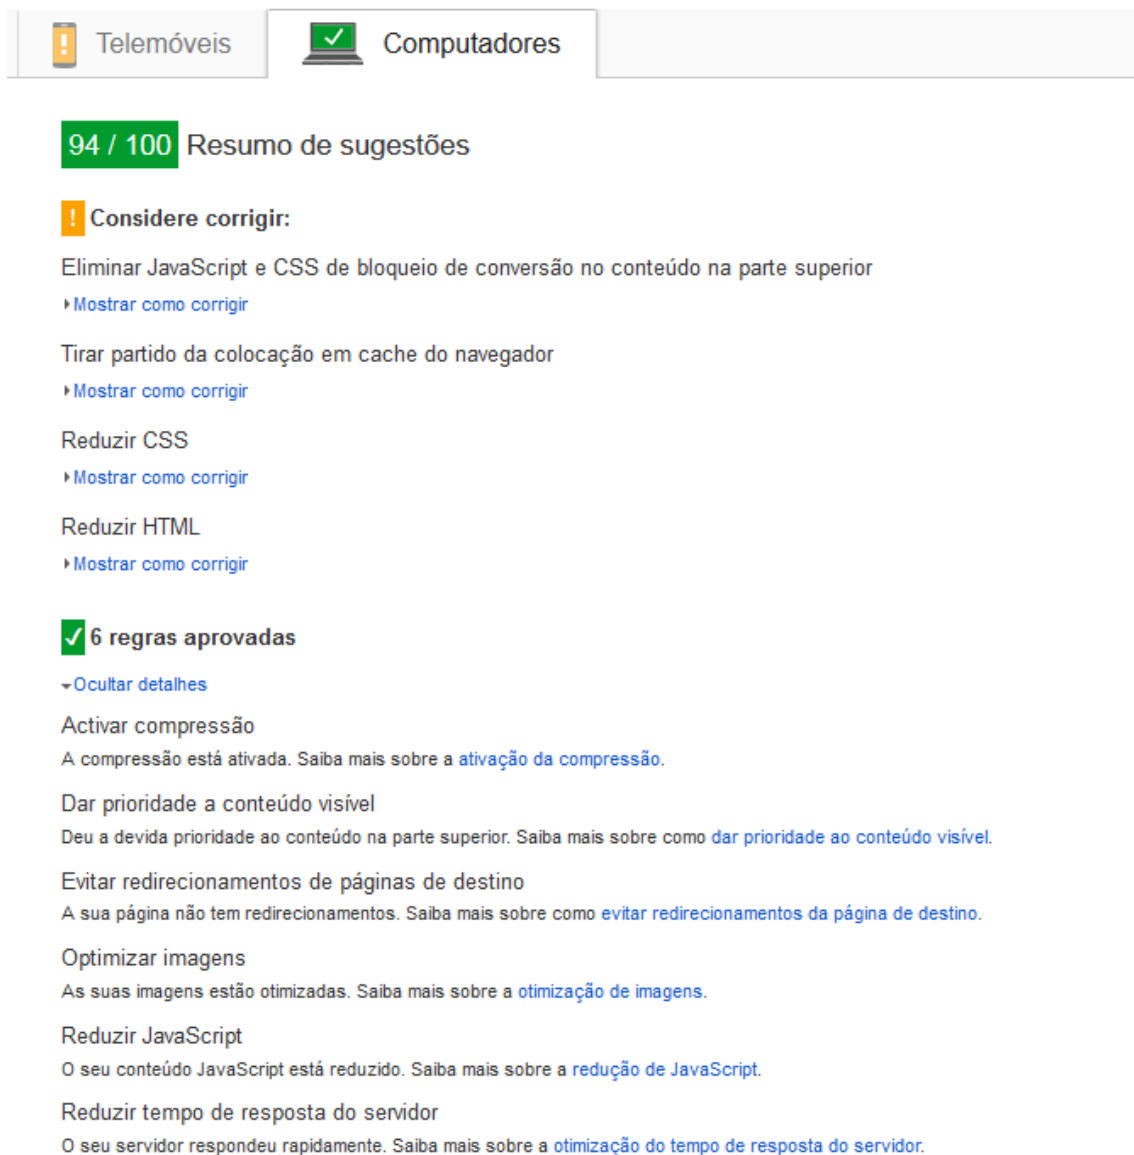 Telemóveis
Computadores
94 / 100 Resumo de sugestões
! Considere corrigir:
Eliminar JavaScript e CSS de bloqueio de conversão no conteúdo na parte superior
Mostrar como corrigir
Tirar partido da colocação em cache do navegador
Mostrar como corrigir
Reduzir CSS
Mostrar como corrigir
Reduzir HTML
Mostrar como corrigir
6 regras aprovadas
Ocultar detalhes
Activar compressão
A compressão está ativada. Saiba mais sobre a ativação da compressão.
Dar prioridade a conteúdo visível
Deu a devida prioridade ao conteúdo na parte superior. Saiba mais sobre como dar prioridade ao conteúdo visível.
Evitar redirecionamentos de páginas de destino
A sua página não tem redirecionamentos. Saiba mais sobre como evitar redirecionamentos da página de destino.
Optimizar imagens
As suas imagens estão otimizadas. Saiba mais sobre a otimização de imagens.
Reduzir JavaScript
O seu conteúdo JavaScript está reduzido. Saiba mais sobre a redução de JavaScript.
Reduzir tempo de resposta do servidor
O seu servidor respondeu rapidamente. Saiba mais sobre a otimização do tempo de resposta do servidor.